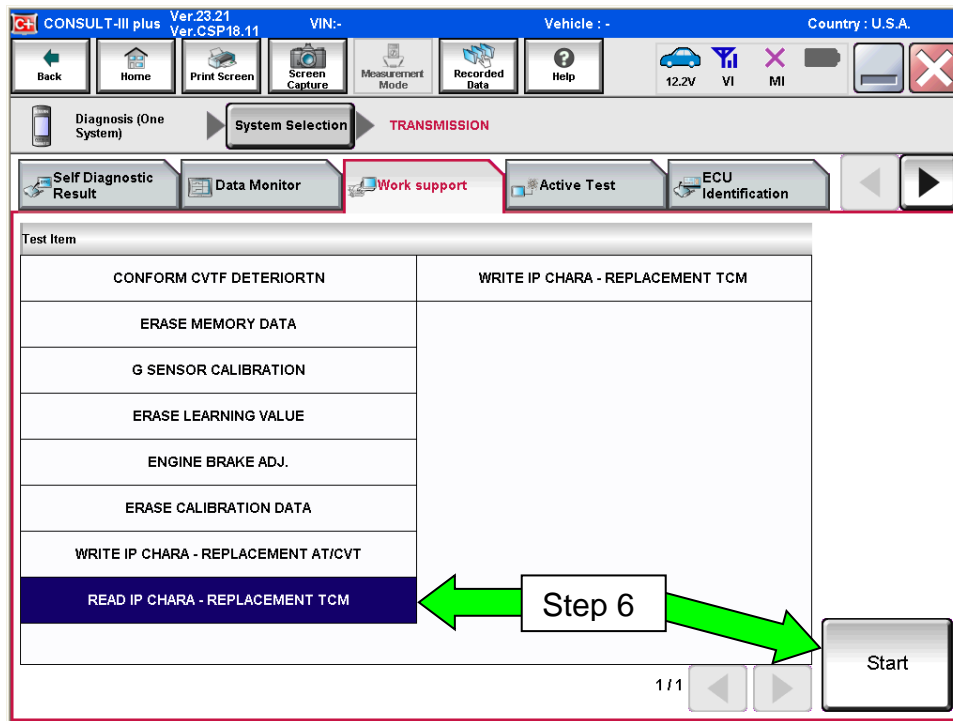 C+ CONSULT-III plus Ver.23.21 VIN:- Vehicle : - Country : U.S.A.
Ver.CSP18.11
Back Home Print Screen Screen Capture Measurement Mode Recorded Data Help 12.2V VI MI
Diagnosis (One System) System Selection TRANSMISSION
Self Diagnostic Result Data Monitor Work support Active Test ECU Identification
Test Item
CONFORM CVTF DETERIORTN WRITE IP CHARA - REPLACEMENT TCM
ERASE MEMORY DATA
G SENSOR CALIBRATION
ERASE LEARNING VALUE
ENGINE BRAKE ADJ.
ERASE CALIBRATION DATA
WRITE IP CHARA - REPLACEMENT AT/CVT
READ IP CHARA - REPLACEMENT TCM
Step 6
Start
1/1